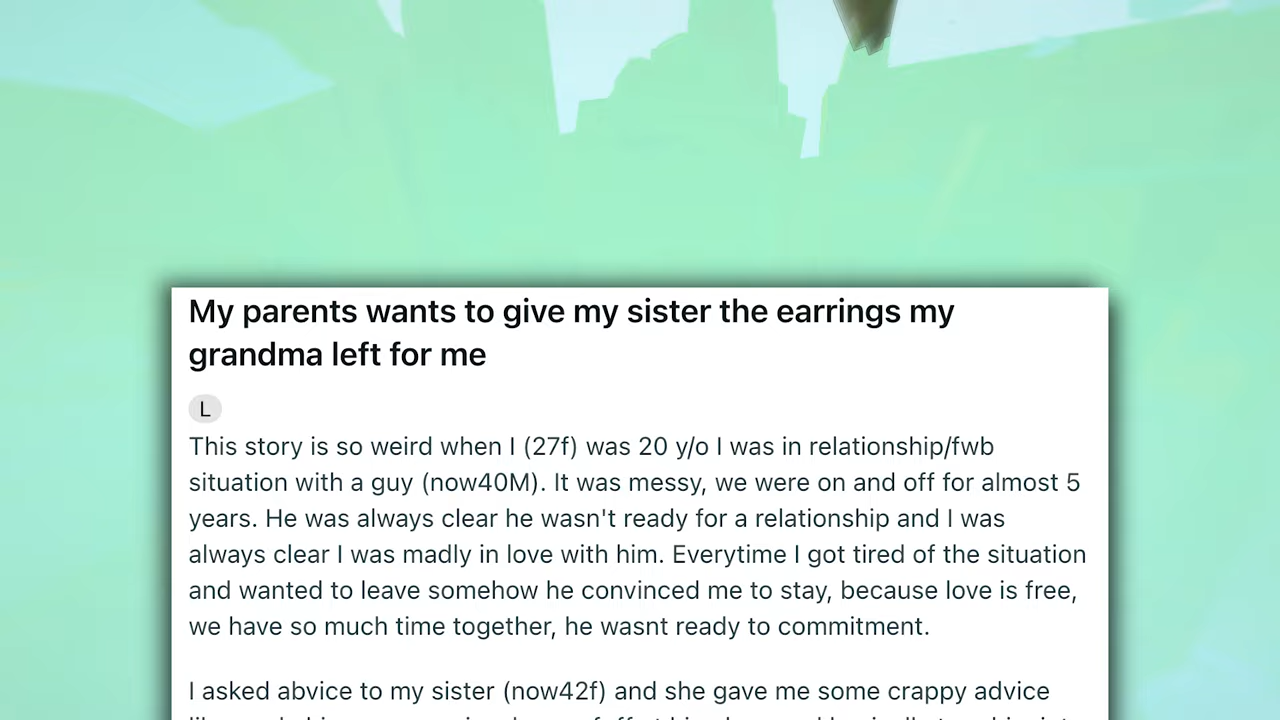 My parents wants to give my sister the earrings my
grandma left for me
L
This story is so weird when I (27f) was 20 y/o I was in relationship/fwb
situation with a guy (now40M). It was messy, we were on and off for almost 5
years. He was always clear he wasn't ready for a relationship and I was
always clear I was madly in love with him. Everytime I got tired of the situation
and wanted to leave somehow he convinced me to stay, because love is free,
we have so much time together, he wasnt ready to commitment.
I asked abvice to my sister (now42f) and she gave me some crappy advice